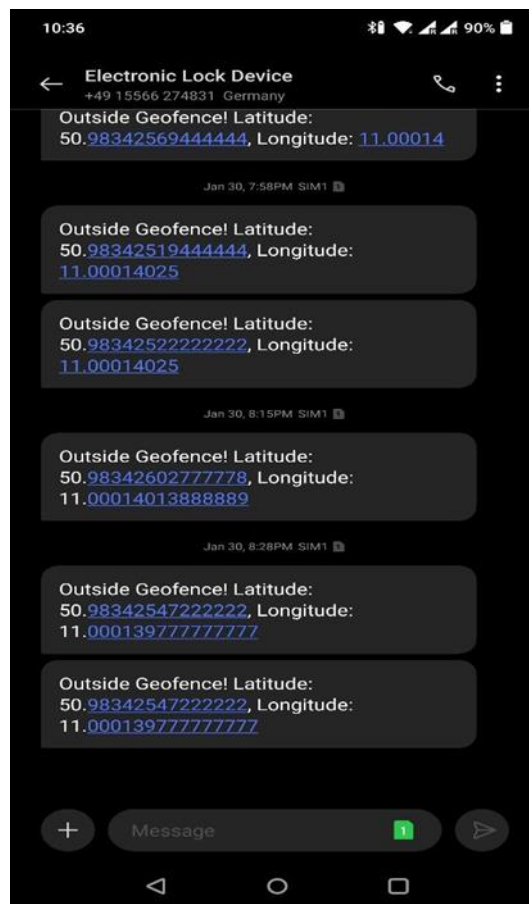 10:36
90%
Electronic Lock Device
+49 15566 274831 Germany
Outside Geofence! Latitude:
50.98342569444444, Longitude: 11.00014
Jan 30, 7:58PM SIM1
Outside Geofence! Latitude:
50.98342519444444, Longitude:
11.00014025
Outside Geofence! Latitude:
50.98342522222222, Longitude:
11.00014025
Jan 30, 8:15PM SIM1
Outside Geofence! Latitude:
50.98342602777778, Longitude:
11.00014013888889
Jan 30, 8:28PM SIM1
Outside Geofence! Latitude:
50.98342547222222, Longitude:
11.000139777777777
Outside Geofence! Latitude:
50.98342547222222, Longitude:
11.000139777777777
Message
1